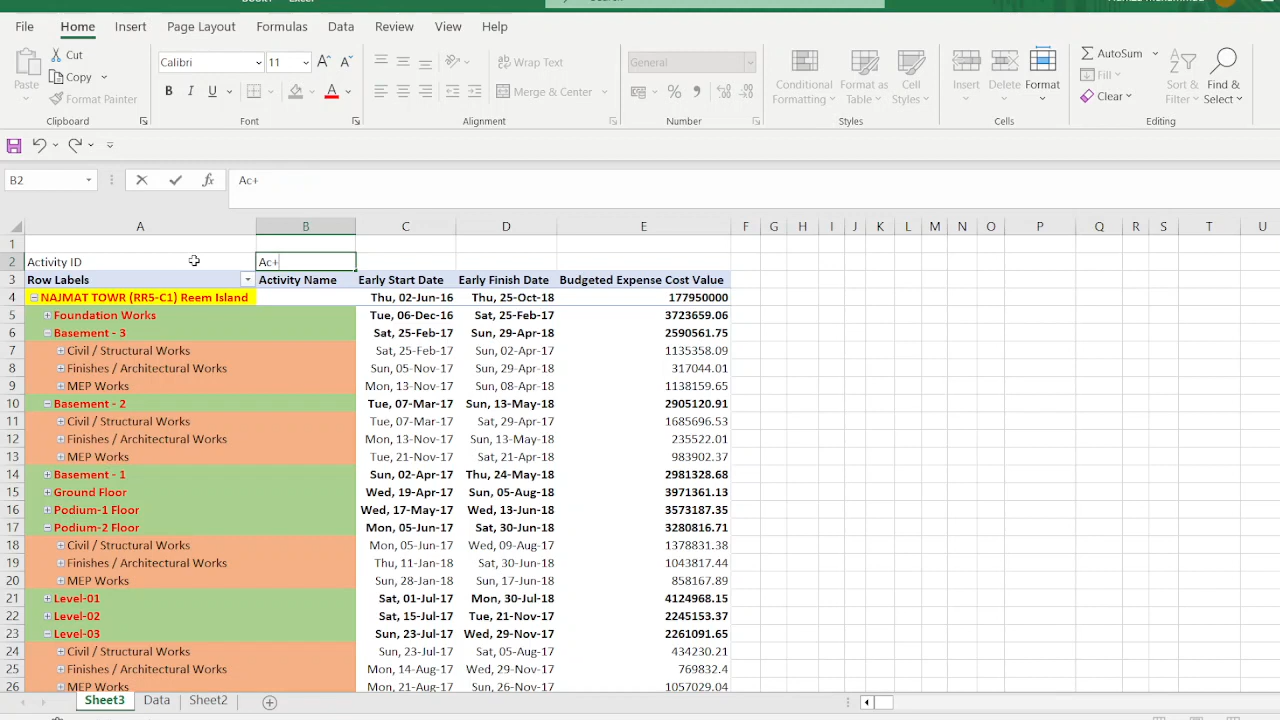 File Home Insert Page Layout Formulas Data Review View Help
Cut
Copy
Format Painter
Paste
Clipboard
Calibri 11
B I U
Font
Wrap Text
Merge & Center
Alignment
General
Number
Conditional Formatting
Format as Table
Cell Styles
Styles
Insert Delete Format
Cells
AutoSum
Fill
Clear
Sort & Filter
Find & Select
Editing
B2 fx Ac+
A B C D E F G H I J K L M N O P Q R S T U
1
2 Activity ID Ac+
3 Row Labels Activity Name Early Start Date Early Finish Date Budgeted Expense Cost Value
4 NAJMAT TOWR (RR5-C1) Reem Island Thu, 02-Jun-16 Thu, 25-Oct-18 177950000
5 Foundation Works Tue, 06-Dec-16 Sat, 25-Feb-17 3723659.06
6 Basement - 3 Sat, 25-Feb-17 Sun, 29-Apr-18 2590561.75
7 Civil / Structural Works Sat, 25-Feb-17 Sun, 02-Apr-17 1135358.09
8 Finishes / Architectural Works Sun, 05-Nov-17 Sun, 29-Apr-18 317044.01
9 MEP Works Mon, 13-Nov-17 Sun, 08-Apr-18 1138159.65
10 Basement - 2 Tue, 07-Mar-17 Sun, 13-May-18 2905120.91
11 Civil / Structural Works Tue, 07-Mar-17 Sat, 29-Apr-17 1685696.53
12 Finishes / Architectural Works Mon, 13-Nov-17 Sun, 13-May-18 235522.01
13 MEP Works Tue, 21-Nov-17 Sat, 21-Apr-18 983902.37
14 Basement - 1 Sun, 02-Apr-17 Thu, 24-May-18 2981328.68
15 Ground Floor Wed, 19-Apr-17 Sun, 05-Aug-18 3971361.13
16 Podium-1 Floor Wed, 17-May-17 Wed, 13-Jun-18 3573187.35
17 Podium-2 Floor Mon, 05-Jun-17 Sat, 30-Jun-18 3280816.71
18 Civil / Structural Works Mon, 05-Jun-17 Wed, 09-Aug-17 1378831.38
19 Finishes / Architectural Works Thu, 11-Jan-18 Sat, 30-Jun-18 1043817.44
20 MEP Works Sun, 28-Jan-18 Sun, 17-Jun-18 858167.89
21 Level-01 Sat, 01-Jul-17 Mon, 30-Jul-18 4124968.15
22 Level-02 Sat, 15-Jul-17 Tue, 21-Nov-17 2245153.37
23 Level-03 Sun, 23-Jul-17 Wed, 29-Nov-17 2261091.65
24 Civil / Structural Works Sun, 23-Jul-17 Sat, 05-Aug-17 434230.21
25 Finishes / Architectural Works Mon, 14-Aug-17 Wed, 29-Nov-17 769832.4
26 MEP Works Mon, 21-Aug-17 Sun, 26-Nov-17 1057029.04
Sheet3 Data Sheet2